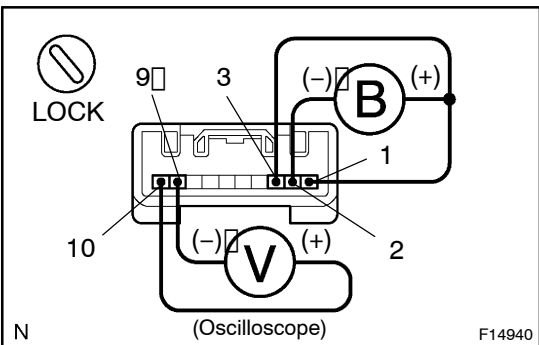 9 3 (−) (+)
B
LOCK
1
10 (−) (+) 2
V
N (Oscilloscope) F14940